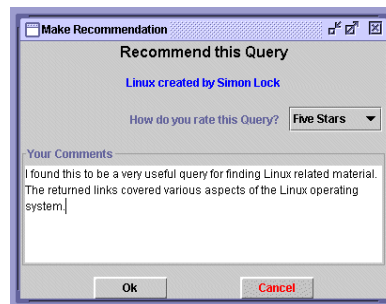 Make Recommendation
Recommend this Query
Linux created by Simon Lock
How do you rate this Query? Five Stars
Your Comments
I found this to be a very useful query for finding Linux related material.
The returned links covered various aspects of the Linux operating
system.
Ok Cancel